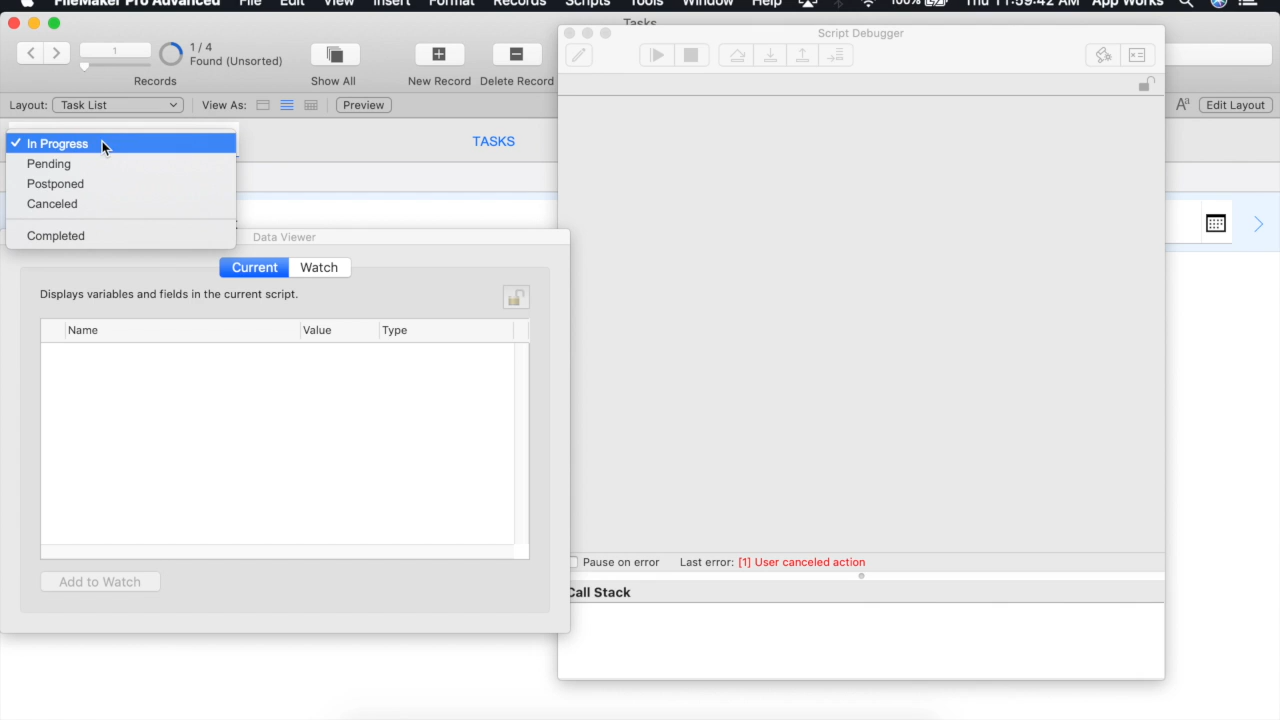 FileMaker Pro Advanced File Edit View Insert Format Records Scripts Tools Window Help 100% Thu 11:59:42 AM App Works
Tasks
1
1 / 4
Found (Unsorted)
Records
Show All
New Record
Delete Record
Layout: Task List
View As:
Preview
Aa
Edit Layout
In Progress
Pending
Postponed
Canceled
Completed
TASKS
Script Debugger
Data Viewer
Current
Watch
Displays variables and fields in the current script.
Name
Value
Type
Add to Watch
Pause on error
Last error: [1] User canceled action
Call Stack